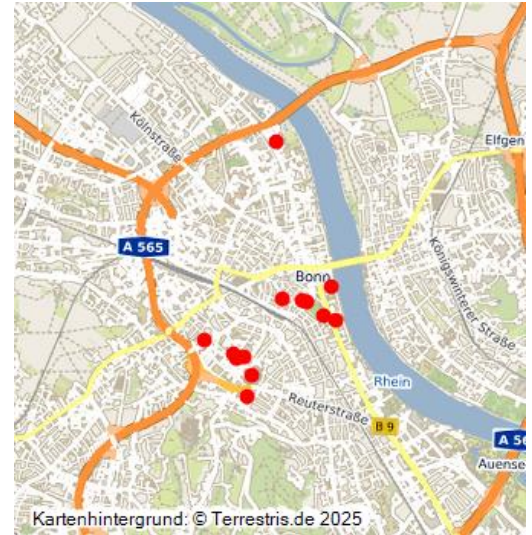 Kölnstraße
Elfgen
A 565
Königswinterer Straße
Bonn
Rhein
Reuterstraße
B 9
A 56
Auense
Kartenhintergrund: © Terrestris.de 2025